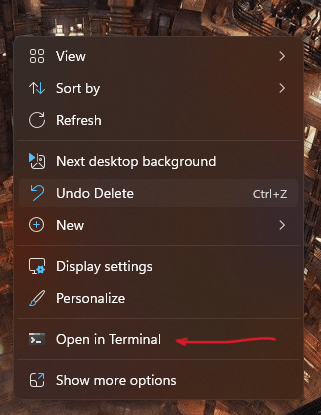 View
Sort by
Refresh
Next desktop background
Undo Delete Ctrl+Z
New
Display settings
Personalize
Open in Terminal
Show more options